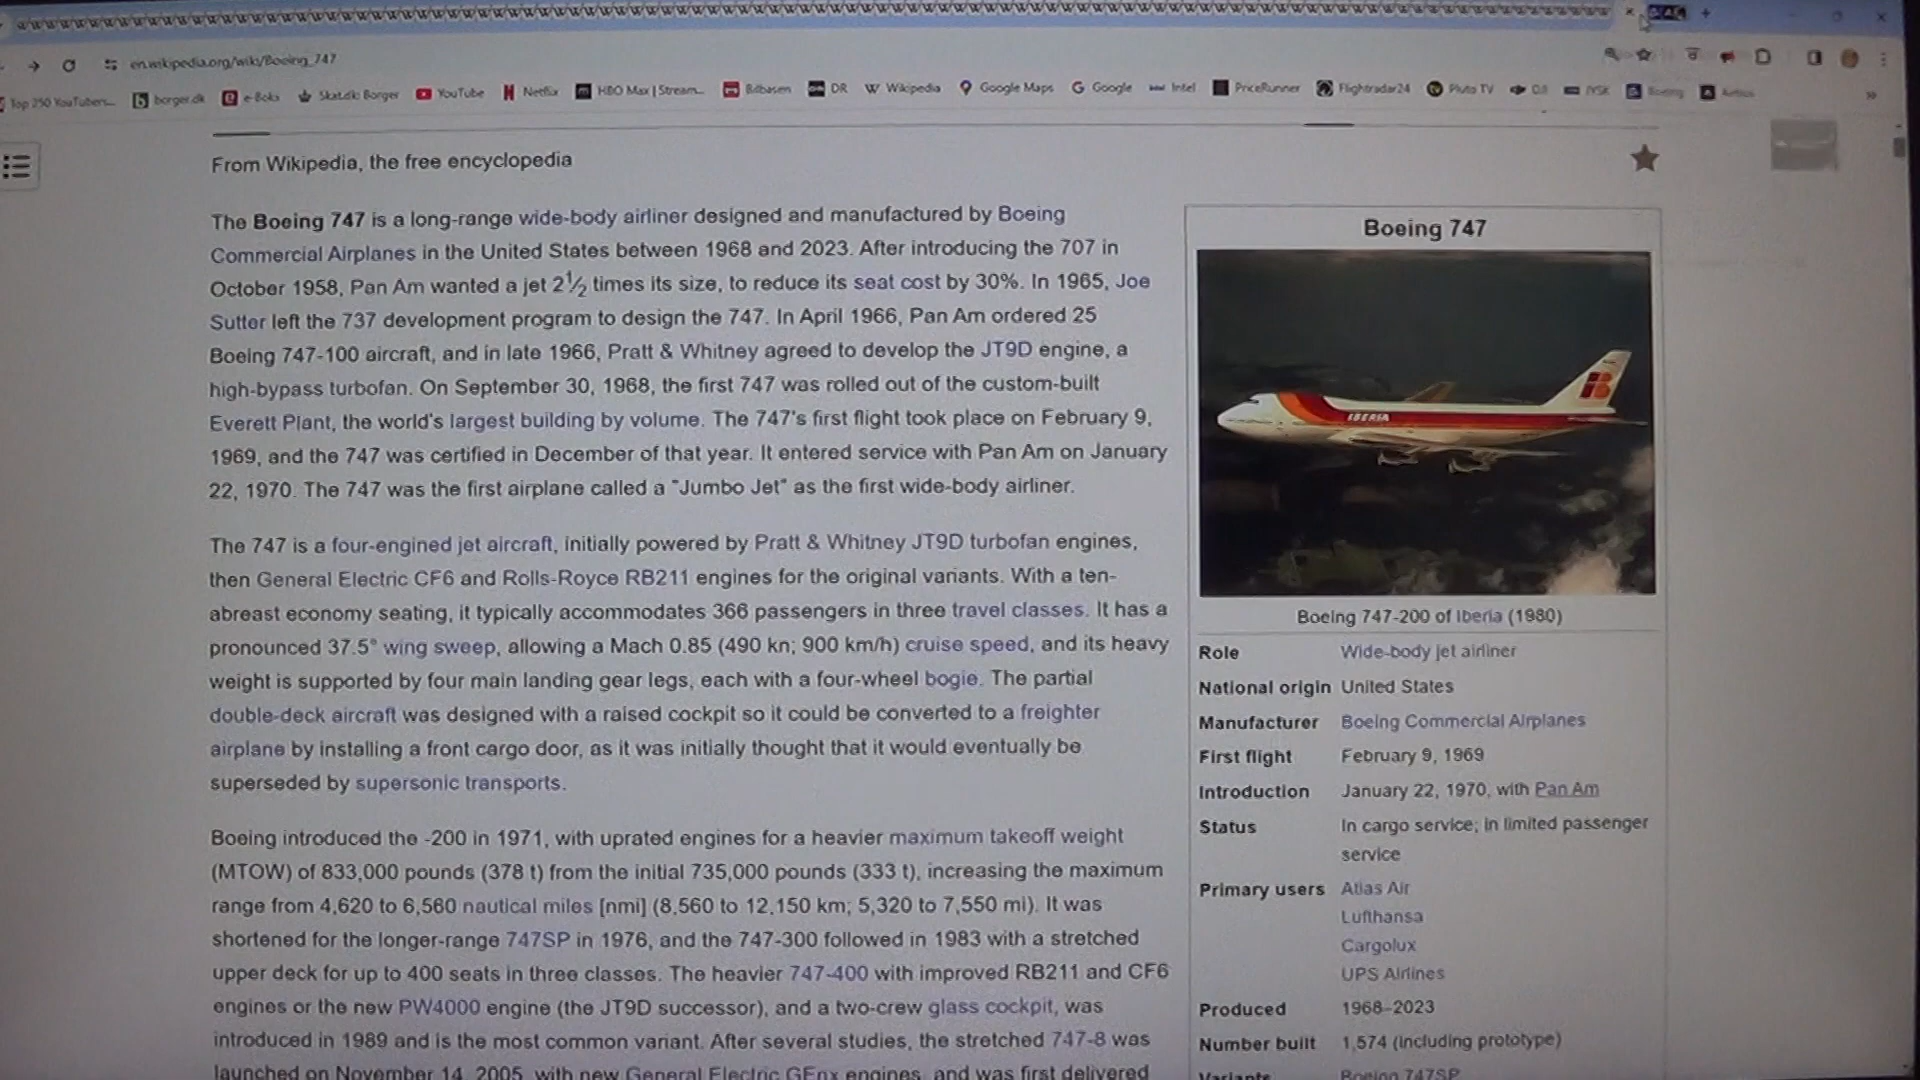 en.wikipedia.org/wiki/Boeing_747
Top 250 YouTubers... borger.dk e-Boks Skat.dk: Borger YouTube Netflix HBO Max | Stream... Bilbasen DR Wikipedia Google Maps Google Intel PriceRunner Flightradar24 Pluto TV DJI JYSK Boeing Airbus
From Wikipedia, the free encyclopedia
The Boeing 747 is a long-range wide-body airliner designed and manufactured by Boeing
Commercial Airplanes in the United States between 1968 and 2023. After introducing the 707 in
October 1958, Pan Am wanted a jet 2½ times its size, to reduce its seat cost by 30%. In 1965, Joe
Sutter left the 737 development program to design the 747. In April 1966, Pan Am ordered 25
Boeing 747-100 aircraft, and in late 1966, Pratt & Whitney agreed to develop the JT9D engine, a
high-bypass turbofan. On September 30, 1968, the first 747 was rolled out of the custom-built
Everett Plant, the world's largest building by volume. The 747's first flight took place on February 9,
1969, and the 747 was certified in December of that year. It entered service with Pan Am on January
22, 1970. The 747 was the first airplane called a "Jumbo Jet" as the first wide-body airliner.
The 747 is a four-engined jet aircraft, initially powered by Pratt & Whitney JT9D turbofan engines,
then General Electric CF6 and Rolls-Royce RB211 engines for the original variants. With a ten-
abreast economy seating, it typically accommodates 366 passengers in three travel classes. It has a
pronounced 37.5° wing sweep, allowing a Mach 0.85 (490 kn; 900 km/h) cruise speed, and its heavy
weight is supported by four main landing gear legs, each with a four-wheel bogie. The partial
double-deck aircraft was designed with a raised cockpit so it could be converted to a freighter
airplane by installing a front cargo door, as it was initially thought that it would eventually be
superseded by supersonic transports.
Boeing introduced the -200 in 1971, with uprated engines for a heavier maximum takeoff weight
(MTOW) of 833,000 pounds (378 t) from the initial 735,000 pounds (333 t), increasing the maximum
range from 4,620 to 6,560 nautical miles [nmi] (8,560 to 12,150 km; 5,320 to 7,550 mi). It was
shortened for the longer-range 747SP in 1976, and the 747-300 followed in 1983 with a stretched
upper deck for up to 400 seats in three classes. The heavier 747-400 with improved RB211 and CF6
engines or the new PW4000 engine (the JT9D successor), and a two-crew glass cockpit, was
introduced in 1989 and is the most common variant. After several studies, the stretched 747-8 was
launched on November 14, 2005, with new General Electric GEnx engines, and was first delivered
Boeing 747
IBERIA
Boeing 747-200 of Iberia (1980)
Role Wide-body jet airliner
National origin United States
Manufacturer Boeing Commercial Airplanes
First flight February 9, 1969
Introduction January 22, 1970, with Pan Am
Status In cargo service; in limited passenger
service
Primary users Atlas Air
Lufthansa
Cargolux
UPS Airlines
Produced 1968–2023
Number built 1,574 (including prototype)
Variants Boeing 747SP